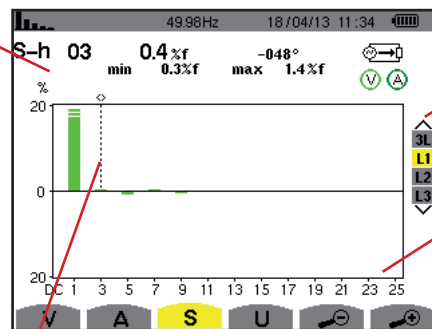 49.98Hz 18/04/13 11:34
S-h 03 0.4%f -048°
min 0.3%f max 1.4%f
V A
%
20
3L
L1
L2
L3
0
20
DC 1 3 5 7 9 11 13 15 17 19 21 23 25
V A S U